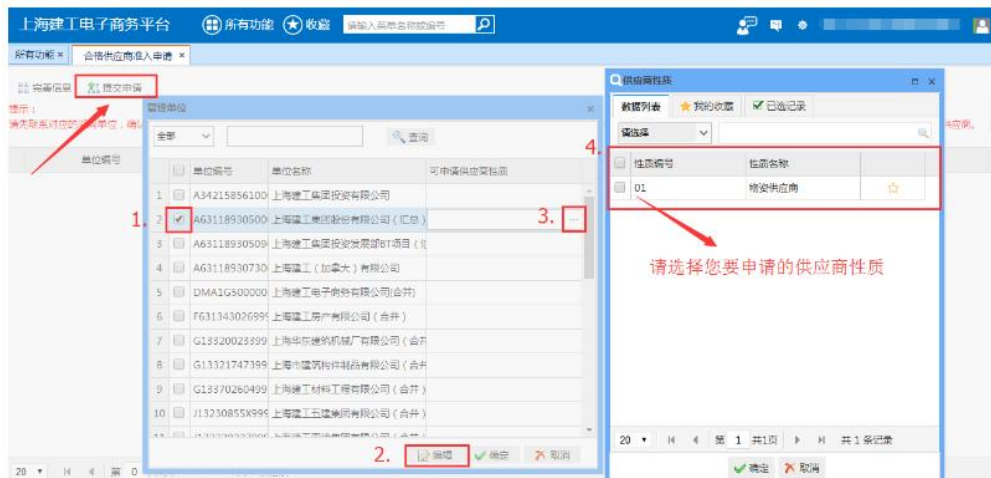 上海建工电子商务平台 所有功能 收藏 请输入菜单名称或编号
所有功能 × 合格供应商准入申请 ×
完善信息 提交申请
提示：
单位编号
管理单位 ×
全部 查询
单位编号 单位名称 可申请供应商性质
1 A34215856100 上海建工集团投资有限公司
1. 2 A63118930500 上海建工集团股份有限公司（汇总） 3. ...
3 A63118930509 上海建工集团投资发展部BT项目（汇
4 A63118930730 上海建工（加拿大）有限公司
5 DMA1G500000 上海建工电子商务有限公司(合并)
6 F63134302699 上海建工房产有限公司（合并）
7 G13320023399 上海华东建筑机械厂有限公司（合并
8 G13321747399 上海市建筑构件制品有限公司（合并
9 G13370260499 上海建工材料工程有限公司（合并）
10 J13230855X999 上海建工五建集团有限公司（合并）
2. 编辑 确定 取消
20 第 0
供应商性质
数据列表 我的收藏 已选记录
请选择
4.
性质编号 性质名称
01 物资供应商
请选择您要申请的供应商性质
20 第 1 共1页 共 1 条记录
确定 取消
应商。